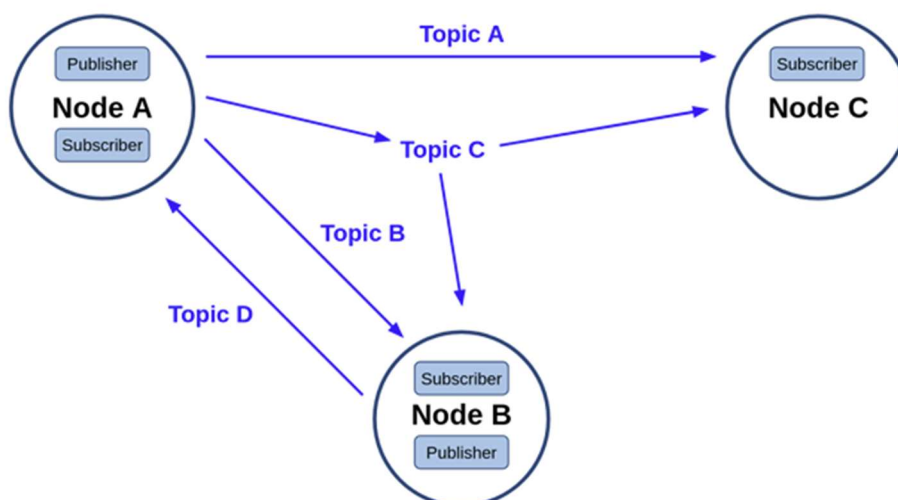 Topic A
Publisher
Node A
Subscriber
Subscriber
Node C
Topic C
Topic B
Topic D
Subscriber
Node B
Publisher